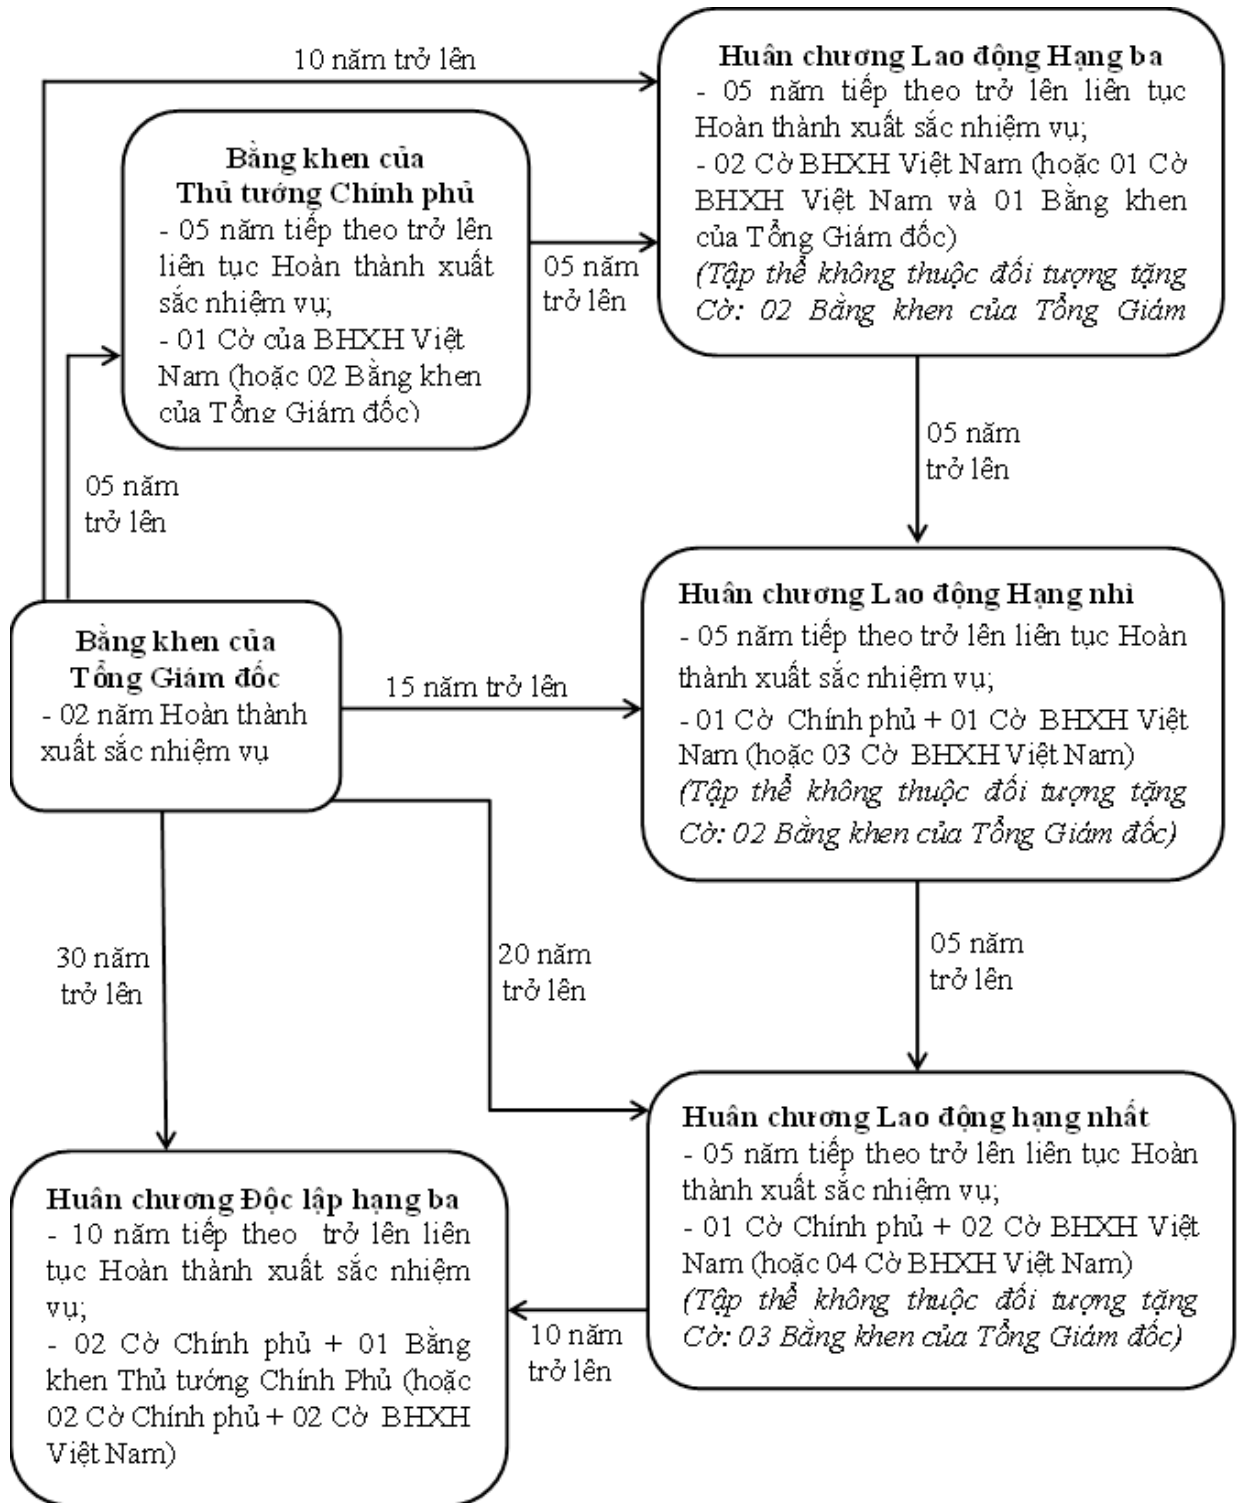 10 năm trở lên
Huân chương Lao động Hạng ba
- 05 năm tiếp theo trở lên liên tục
Hoàn thành xuất sắc nhiệm vụ;
- 02 Cờ BHXH Việt Nam (hoặc 01 Cờ
BHXH Việt Nam và 01 Bằng khen
của Tổng Giám đốc)
(Tập thể không thuộc đối tượng tặng
Cờ: 02 Bằng khen của Tổng Giám
Bằng khen của
Thủ tướng Chính phủ
- 05 năm tiếp theo trở lên
liên tục Hoàn thành xuất
sắc nhiệm vụ;
- 01 Cờ của BHXH Việt
Nam (hoặc 02 Bằng khen
của Tổng Giám đốc)
05 năm
trở lên
05 năm
trở lên
05 năm
trở lên
Bằng khen của
Tổng Giám đốc
- 02 năm Hoàn thành
xuất sắc nhiệm vụ
15 năm trở lên
Huân chương Lao động Hạng nhì
- 05 năm tiếp theo trở lên liên tục Hoàn
thành xuất sắc nhiệm vụ;
- 01 Cờ Chính phủ + 01 Cờ BHXH Việt
Nam (hoặc 03 Cờ BHXH Việt Nam)
(Tập thể không thuộc đối tượng tặng
Cờ: 02 Bằng khen của Tổng Giám đốc)
30 năm
trở lên
20 năm
trở lên
05 năm
trở lên
Huân chương Lao động hạng nhất
- 05 năm tiếp theo trở lên liên tục Hoàn
thành xuất sắc nhiệm vụ;
- 01 Cờ Chính phủ + 02 Cờ BHXH Việt
Nam (hoặc 04 Cờ BHXH Việt Nam)
(Tập thể không thuộc đối tượng tặng
Cờ: 03 Bằng khen của Tổng Giám đốc)
10 năm
trở lên
Huân chương Độc lập hạng ba
- 10 năm tiếp theo trở lên liên
tục Hoàn thành xuất sắc nhiệm
vụ;
- 02 Cờ Chính phủ + 01 Bằng
khen Thủ tướng Chính Phủ (hoặc
02 Cờ Chính phủ + 02 Cờ BHXH
Việt Nam)